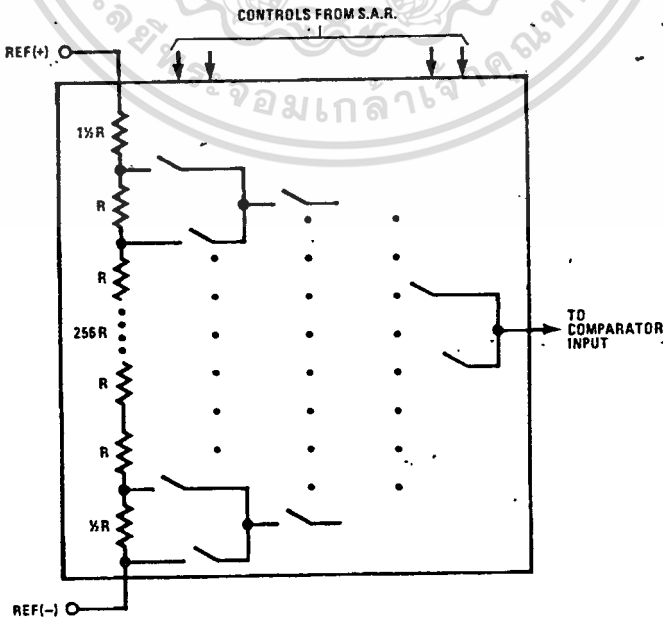 CONTROLS FROM S.A.R.
REF(+)
1½R
R
R
256R
R
R
½R
TO
COMPARATOR
INPUT
REF(−)